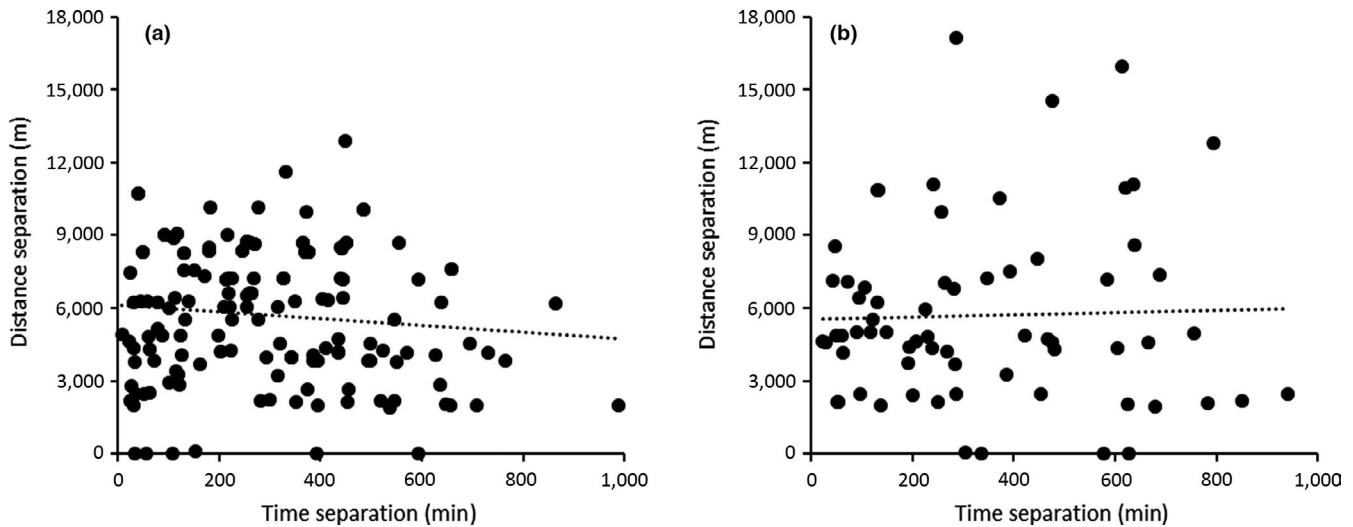 (a)
Distance separation (m)
18,000
15,000
12,000
9,000
6,000
3,000
0
0 200 400 600 800 1,000
Time separation (min)
(b)
Distance separation (m)
18,000
15,000
12,000
9,000
6,000
3,000
0
0 200 400 600 800 1,000
Time separation (min)